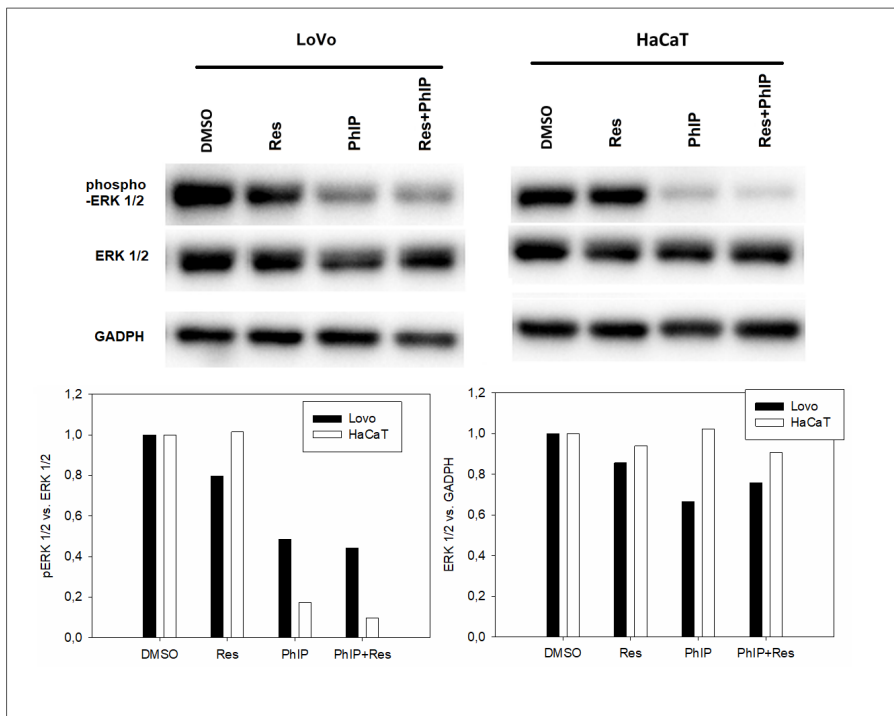 LoVo
HaCaT
DMSO
Res
PhIP
Res+PhIP
DMSO
Res
PhIP
Res+PhIP
phospho
-ERK 1/2
ERK 1/2
GADPH
pERK 1/2 vs. ERK 1/2
1,2
1,0
0,8
0,6
0,4
0,2
0,0
Lovo
HaCaT
DMSO Res PhIP PhIP+Res
ERK 1/2 vs. GADPH
1,2
1,0
0,8
0,6
0,4
0,2
0,0
Lovo
HaCaT
DMSO Res PhIP PhIP+Res